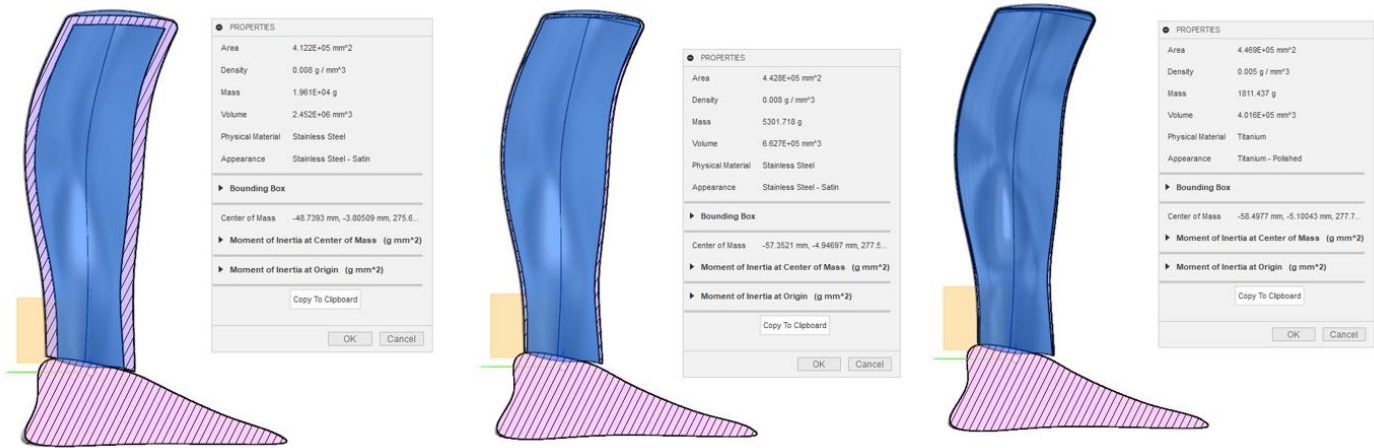 PROPERTIES
Area 4.122E+05 mm^2
Density 0.008 g / mm^3
Mass 1.961E+04 g
Volume 2.452E+06 mm^3
Physical Material Stainless Steel
Appearance Stainless Steel - Satin
Bounding Box
Center of Mass -48.7393 mm, -3.80509 mm, 275.6...
Moment of Inertia at Center of Mass (g mm^2)
Moment of Inertia at Origin (g mm^2)
Copy To Clipboard
OK Cancel
PROPERTIES
Area 4.428E+05 mm^2
Density 0.008 g / mm^3
Mass 5301.718 g
Volume 6.627E+05 mm^3
Physical Material Stainless Steel
Appearance Stainless Steel - Satin
Bounding Box
Center of Mass -57.3521 mm, -4.94697 mm, 277.5...
Moment of Inertia at Center of Mass (g mm^2)
Moment of Inertia at Origin (g mm^2)
Copy To Clipboard
OK Cancel
PROPERTIES
Area 4.469E+05 mm^2
Density 0.005 g / mm^3
Mass 1811.437 g
Volume 4.016E+05 mm^3
Physical Material Titanium
Appearance Titanium - Polished
Bounding Box
Center of Mass -58.4977 mm, -5.10043 mm, 277.7...
Moment of Inertia at Center of Mass (g mm^2)
Moment of Inertia at Origin (g mm^2)
Copy To Clipboard
OK Cancel